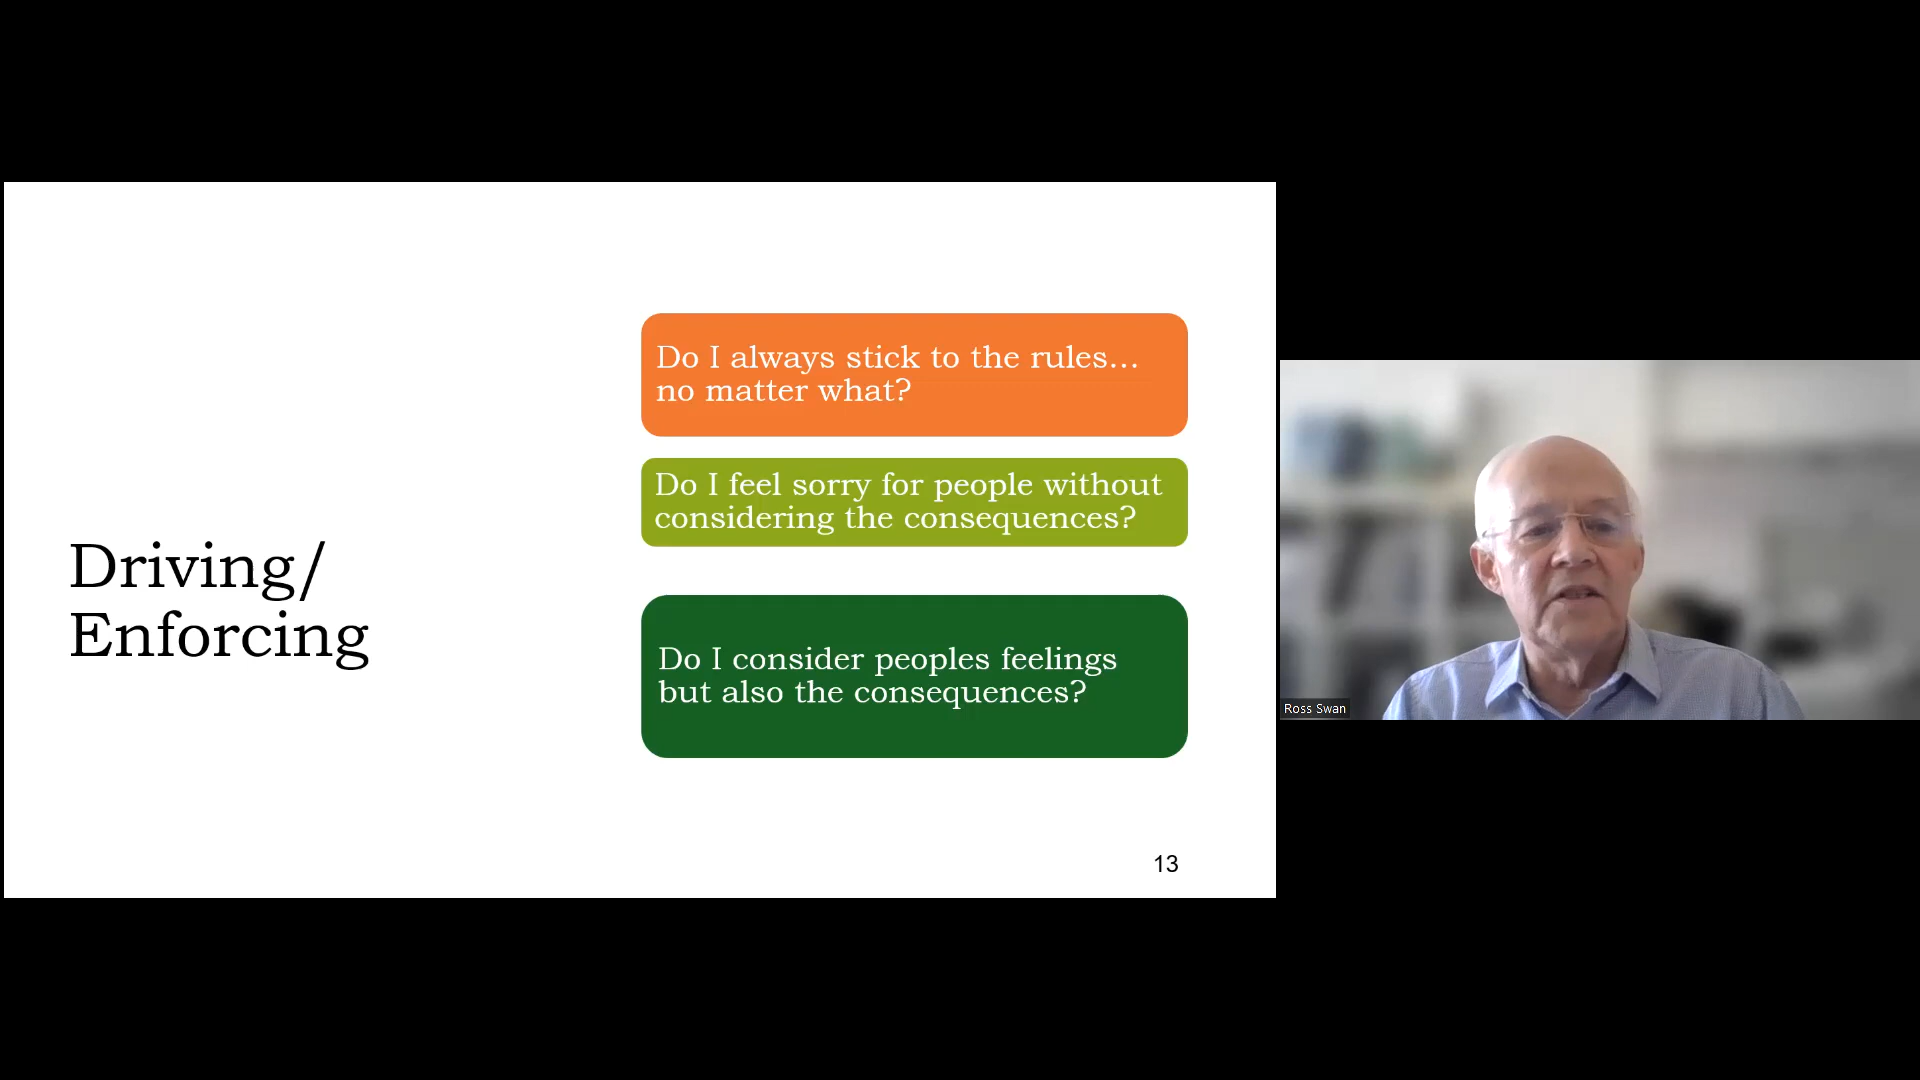 Driving/
Enforcing
Do I always stick to the rules…
no matter what?
Do I feel sorry for people without
considering the consequences?
Do I consider peoples feelings
but also the consequences?
13
Ross Swan